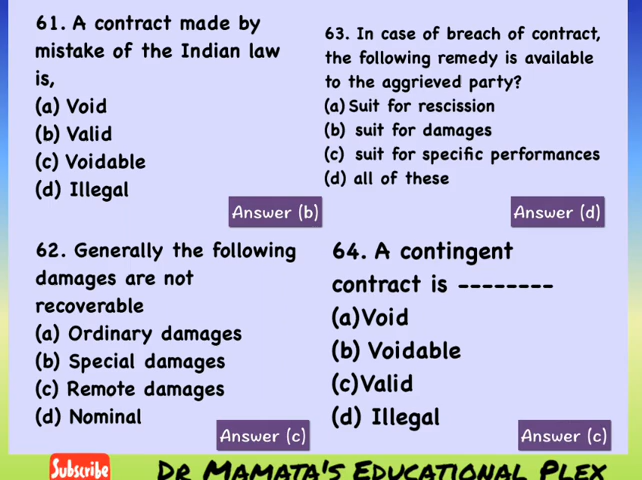 61. A contract made by
mistake of the Indian law
is,
(a) Void
(b) Valid
(c) Voidable
(d) Illegal
Answer (b)
62. Generally the following
damages are not
recoverable
(a) Ordinary damages
(b) Special damages
(c) Remote damages
(d) Nominal
Answer (c)
63. In case of breach of contract,
the following remedy is available
to the aggrieved party?
(a) Suit for rescission
(b) suit for damages
(c) suit for specific performances
(d) all of these
Answer (d)
64. A contingent
contract is --------
(a)Void
(b) Voidable
(c)Valid
(d) Illegal
Answer (c)
Subscribe
DR MAMATA'S EDUCATIONAL PLEX